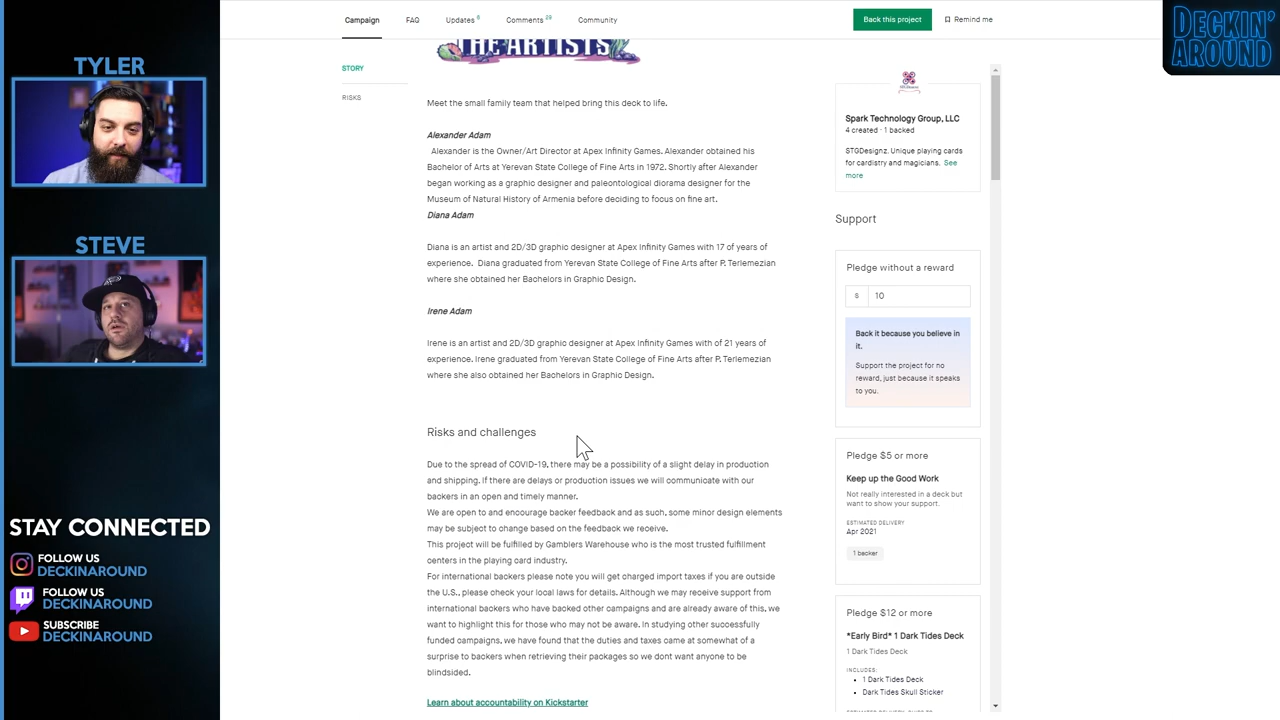 TYLER
STEVE
STAY CONNECTED
FOLLOW US
DECKINAROUND
FOLLOW US
DECKINAROUND
SUBSCRIBE
DECKINAROUND
DECKIN'
AROUND
Campaign
FAQ
Updates 8
Comments 29
Community
Back this project
Remind me
STORY
RISKS
THE ARTISTS
Meet the small family team that helped bring this deck to life.
Alexander Adam
Alexander is the Owner/Art Director at Apex Infinity Games. Alexander obtained his
Bachelor of Arts at Yerevan State College of Fine Arts in 1972. Shortly after Alexander
began working as a graphic designer and paleontological diorama designer for the
Museum of Natural History of Armenia before deciding to focus on fine art.
Diana Adam
Diana is an artist and 2D/3D graphic designer at Apex Infinity Games with 17 of years of
experience. Diana graduated from Yerevan State College of Fine Arts after P. Terlemezian
where she obtained her Bachelors in Graphic Design.
Irene Adam
Irene is an artist and 2D/3D graphic designer at Apex Infinity Games with of 21 years of
experience. Irene graduated from Yerevan State College of Fine Arts after P. Terlemezian
where she also obtained her Bachelors in Graphic Design.
Risks and challenges
Due to the spread of COVID-19, there may be a possibility of a slight delay in production
and shipping. If there are delays or production issues we will communicate with our
backers in an open and timely manner.
We are open to and encourage backer feedback and as such, some minor design elements
may be subject to change based on the feedback we receive.
This project will be fulfilled by Gamblers Warehouse who is the most trusted fulfillment
centers in the playing card industry.
For international backers please note you will get charged import taxes if you are outside
the U.S., please check your local laws for details. Although we may receive support from
international backers who have backed other campaigns and are already aware of this, we
want to highlight this for those who may not be aware. In studying other successfully
funded campaigns, we have found that the duties and taxes came at somewhat of a
surprise to backers when retrieving their packages so we dont want anyone to be
blindsided.
Learn about accountability on Kickstarter
Spark Technology Group, LLC
4 created · 1 backed
STGDesignz. Unique playing cards
for cardistry and magicians. See
more
Support
Pledge without a reward
$ 10
Back it because you believe in
it.
Support the project for no
reward, just because it speaks
to you.
Pledge $5 or more
Keep up the Good Work
Not really interested in a deck but
want to show your support.
ESTIMATED DELIVERY
Apr 2021
1 backer
Pledge $12 or more
*Early Bird* 1 Dark Tides Deck
1 Dark Tides Deck
INCLUDES:
• 1 Dark Tides Deck
• Dark Tides Skull Sticker